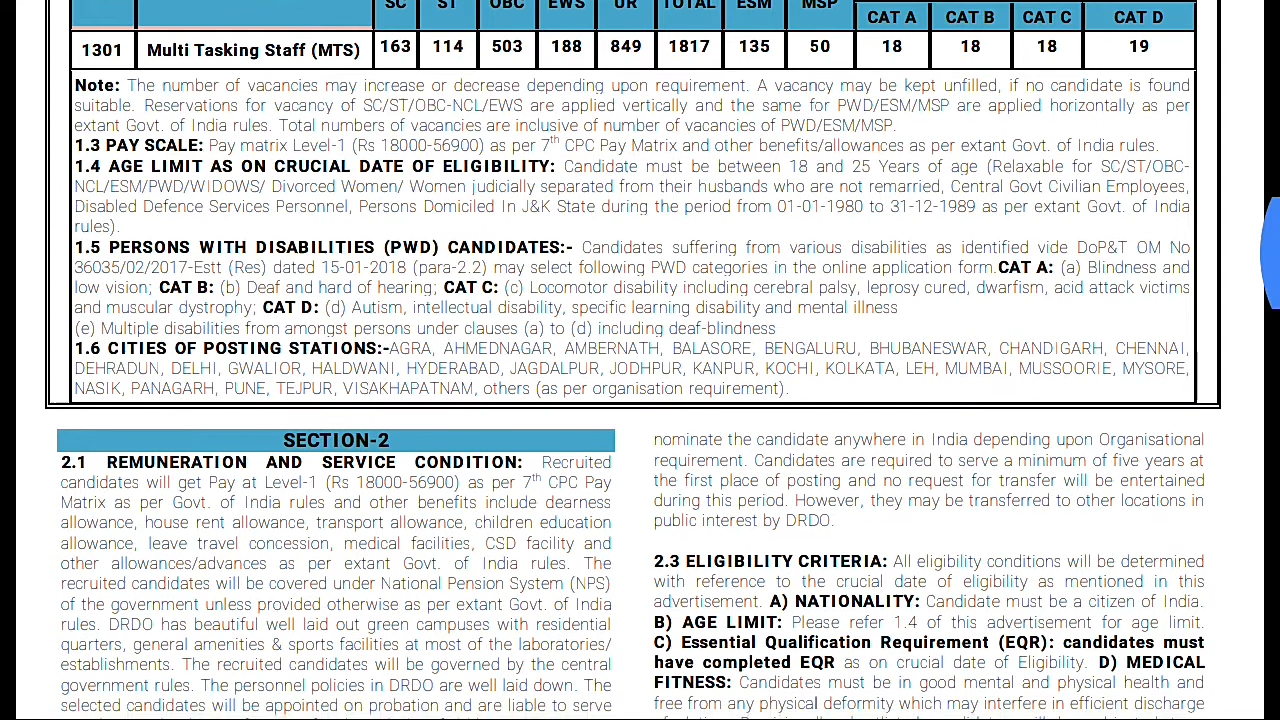 SC ST OBC EWS UR TOTAL ESM MSP
CAT A CAT B CAT C CAT D
1301 Multi Tasking Staff (MTS) 163 114 503 188 849 1817 135 50 18 18 18 19
Note: The number of vacancies may increase or decrease depending upon requirement. A vacancy may be kept unfilled, if no candidate is found
suitable. Reservations for vacancy of SC/ST/OBC-NCL/EWS are applied vertically and the same for PWD/ESM/MSP are applied horizontally as per
extant Govt. of India rules. Total numbers of vacancies are inclusive of number of vacancies of PWD/ESM/MSP.
1.3 PAY SCALE: Pay matrix Level-1 (Rs 18000-56900) as per 7th CPC Pay Matrix and other benefits/allowances as per extant Govt. of India rules.
1.4 AGE LIMIT AS ON CRUCIAL DATE OF ELIGIBILITY: Candidate must be between 18 and 25 Years of age (Relaxable for SC/ST/OBC-
NCL/ESM/PWD/WIDOWS/ Divorced Women/ Women judicially separated from their husbands who are not remarried, Central Govt Civilian Employees,
Disabled Defence Services Personnel, Persons Domiciled In J&K State during the period from 01-01-1980 to 31-12-1989 as per extant Govt. of India
rules).
1.5 PERSONS WITH DISABILITIES (PWD) CANDIDATES:- Candidates suffering from various disabilities as identified vide DoP&T OM No
36035/02/2017-Estt (Res) dated 15-01-2018 (para-2.2) may select following PWD categories in the online application form.CAT A: (a) Blindness and
low vision; CAT B: (b) Deaf and hard of hearing; CAT C: (c) Locomotor disability including cerebral palsy, leprosy cured, dwarfism, acid attack victims
and muscular dystrophy; CAT D: (d) Autism, intellectual disability, specific learning disability and mental illness
(e) Multiple disabilities from amongst persons under clauses (a) to (d) including deaf-blindness
1.6 CITIES OF POSTING STATIONS:-AGRA, AHMEDNAGAR, AMBERNATH, BALASORE, BENGALURU, BHUBANESWAR, CHANDIGARH, CHENNAI,
DEHRADUN, DELHI, GWALIOR, HALDWANI, HYDERABAD, JAGDALPUR, JODHPUR, KANPUR, KOCHI, KOLKATA, LEH, MUMBAI, MUSSOORIE, MYSORE,
NASIK, PANAGARH, PUNE, TEJPUR, VISAKHAPATNAM, others (as per organisation requirement).
SECTION-2
2.1 REMUNERATION AND SERVICE CONDITION: Recruited
candidates will get Pay at Level-1 (Rs 18000-56900) as per 7th CPC Pay
Matrix as per Govt. of India rules and other benefits include dearness
allowance, house rent allowance, transport allowance, children education
allowance, leave travel concession, medical facilities, CSD facility and
other allowances/advances as per extant Govt. of India rules. The
recruited candidates will be covered under National Pension System (NPS)
of the government unless provided otherwise as per extant Govt. of India
rules. DRDO has beautiful well laid out green campuses with residential
quarters, general amenities & sports facilities at most of the laboratories/
establishments. The recruited candidates will be governed by the central
government rules. The personnel policies in DRDO are well laid down. The
selected candidates will be appointed on probation and are liable to serve
nominate the candidate anywhere in India depending upon Organisational
requirement. Candidates are required to serve a minimum of five years at
the first place of posting and no request for transfer will be entertained
during this period. However, they may be transferred to other locations in
public interest by DRDO.
2.3 ELIGIBILITY CRITERIA: All eligibility conditions will be determined
with reference to the crucial date of eligibility as mentioned in this
advertisement. A) NATIONALITY: Candidate must be a citizen of India.
B) AGE LIMIT: Please refer 1.4 of this advertisement for age limit.
C) Essential Qualification Requirement (EQR): candidates must
have completed EQR as on crucial date of Eligibility. D) MEDICAL
FITNESS: Candidates must be in good mental and physical health and
free from any physical deformity which may interfere in efficient discharge